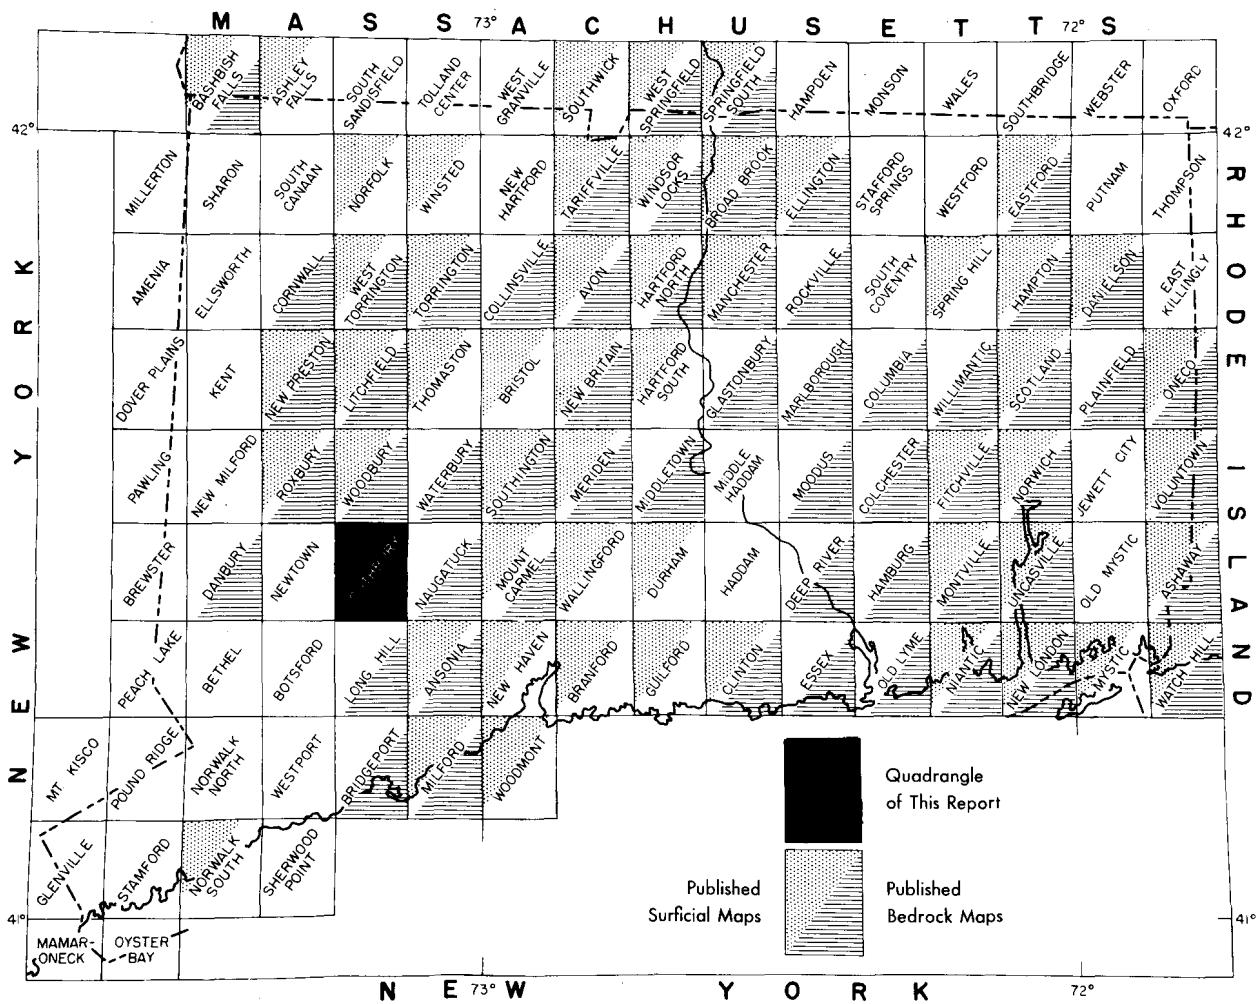 M A S S A C H U S E T T S
73°
72°
BASHBISH FALLS
ASHLEY FALLS
SOUTH SANDISFIELD
TOLLAND CENTER
WEST GRANVILLE
SOUTHWICK
WEST SPRINGFIELD
SPRINGFIELD SOUTH
HAMPDEN
MONSON
WALES
SOUTHBRIDGE
WEBSTER
OXFORD
42°
42°
MILLERTON
SHARON
SOUTH CANAAN
NORFOLK
WINSTED
NEW HARTFORD
TARIFFVILLE
WINDSOR LOCKS
BROAD BROOK
ELLINGTON
STAFFORD SPRINGS
WESTFORD
EASTFORD
PUTNAM
THOMPSON
AMENIA
ELLSWORTH
CORNWALL
WEST TORRINGTON
TORRINGTON
COLLINSVILLE
AVON
HARTFORD NORTH
MANCHESTER
ROCKVILLE
SOUTH COVENTRY
SPRING HILL
HAMPTON
DANIELSON
EAST KILLINGLY
DOVER PLAINS
KENT
NEW PRESTON
LITCHFIELD
THOMASTON
BRISTOL
NEW BRITAIN
HARTFORD SOUTH
GLASTONBURY
MARLBOROUGH
COLUMBIA
WILLIMANTIC
SCOTLAND
PLAINFIELD
ONECO
PAWLING
NEW MILFORD
ROXBURY
WOODBURY
WATERBURY
SOUTHINGTON
MERIDEN
MIDDLETOWN
MIDDLE HADDAM
MOODUS
COLCHESTER
FITCHVILLE
NORWICH
JEWETT CITY
VOLUNTOWN
BREWSTER
DANBURY
NEWTOWN
NAUGATUCK
MOUNT CARMEL
WALLINGFORD
DURHAM
HADDAM
DEEP RIVER
HAMBURG
MONTVILLE
UNCASVILLE
OLD MYSTIC
ASHAWAY
PEACH LAKE
BETHEL
BOTSFORD
LONG HILL
ANSONIA
NEW HAVEN
BRANFORD
GUILFORD
CLINTON
ESSEX
OLD LYME
NIANTIC
NEW LONDON
MYSTIC
WATCH HILL
MT KISCO
POUND RIDGE
NORWALK NORTH
WESTPORT
BRIDGEPORT
MILFORD
WOODMONT
GLENVILLE
STAMFORD
NORWALK SOUTH
SHERWOOD POINT
41°
41°
MAMAR-
ONECK
OYSTER
BAY
NEW YORK
RHODE ISLAND
Quadrangle
of This Report
Published
Surficial Maps
Published
Bedrock Maps
73°
72°
N E W Y O R K